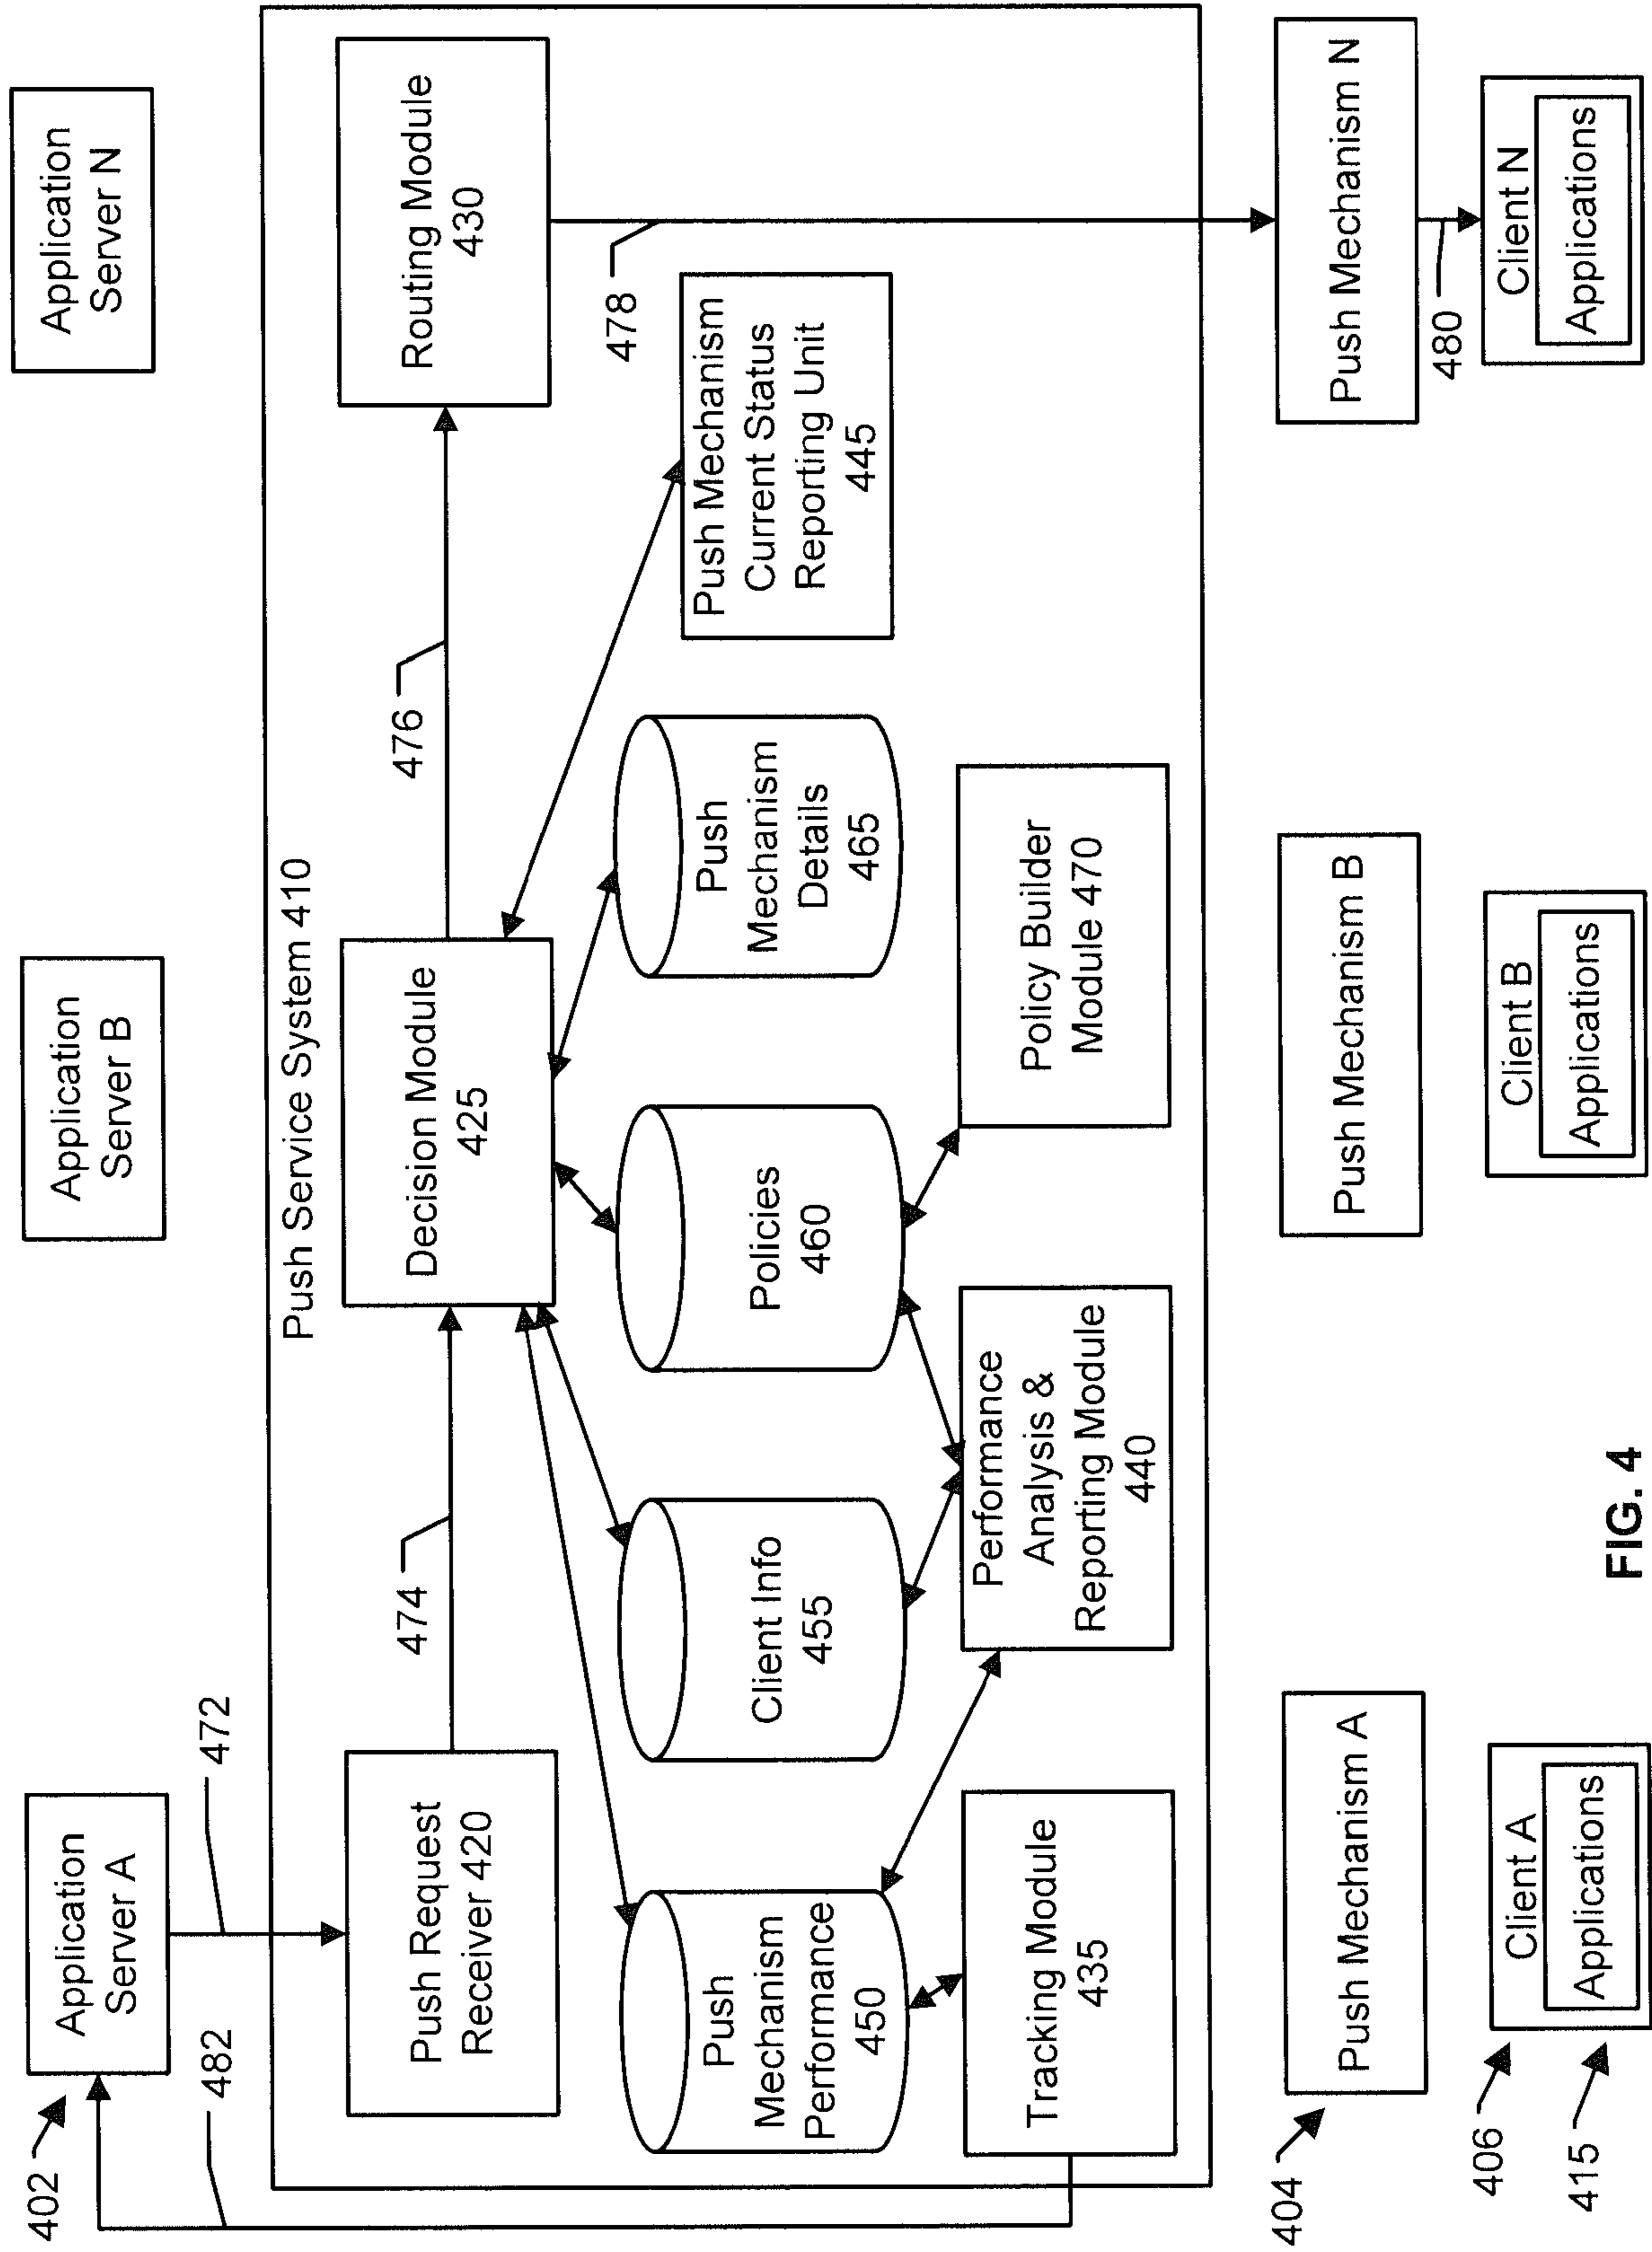 402
Application
Server A
482
472
Application
Server B
Application
Server N
Push Service System 410
Push Request
Receiver 420
474
Decision Module
425
476
Routing Module
430
478
Push
Mechanism
Performance
450
Client Info
455
Policies
460
Push
Mechanism
Details
465
Push Mechanism
Current Status
Reporting Unit
445
Tracking Module
435
Performance
Analysis &
Reporting Module
440
Policy Builder
Module 470
404
Push Mechanism A
Push Mechanism B
Push Mechanism N
480
406
Client A
415
Applications
Client B
Applications
Client N
Applications
FIG. 4